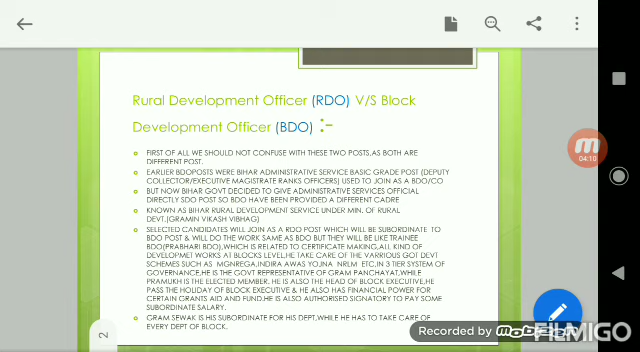 Rural Development Officer (RDO) V/S Block
Development Officer (BDO) :-
FIRST OF ALL WE SHOULD NOT CONFUSE WITH THESE TWO POSTS,AS BOTH ARE
DIFFERENT POST.
EARLIER BDOPOSTS WERE BIHAR ADMINISTRATIVE SERVICE BASIC GRADE POST (DEPUTY
COLLECTOR/EXECUTIVE MAGISTRATE RANKS OFFICERS) USED TO JOIN AS A BDO/CO
BUT NOW BIHAR GOVT DECIDED TO GIVE ADMINISTRATIVE SERVICES OFFICIAL
DIRECTLY SDO POST SO BDO HAVE BEEN PROVIDED A DIFFERENT CADRE
KNOWN AS BIHAR RURAL DEVELOPMENT SERVICE UNDER MIN. OF RURAL
DEVT.(GRAMIN VIKASH VIBHAG)
SELECTED CANDIDATES WILL JOIN AS A RDO POST WHICH WILL BE SUBORDINATE TO
BDO POST & WILL DO THE WORK SAME AS BDO BUT THEY WILL BE LIKE TRAINEE
BDO(PRABHARI BDO),WHICH IS RELATED TO CERTIFICATE MAKING,ALL KIND OF
DEVELOPMET WORKS AT BLOCKS LEVEL,HE TAKE CARE OF THE VARRIOUS GOT DEVT
SCHEMES SUCH AS MGNREGA,INDIRA AWAS YOJNA NRLM ETC,IN 3 TIER SYSTEM OF
GOVERNANCE,HE IS THE GOVT REPRESENTATIVE OF GRAM PANCHAYAT,WHILE
PRAMUKH IS THE ELECTED MEMBER. HE IS ALSO THE HEAD OF BLOCK EXECUTIVE,HE
PASS THE HOLIDAY OF BLOCK EXECUTIVE & HE ALSO HAS FINANCIAL POWER FOR
CERTAIN GRANTS AID AND FUND.HE IS ALSO AUTHORISED SIGNATORY TO PAY SOME
SUBORDINATE SALARY.
GRAM SEWAK IS HIS SUBORDINATE FOR HIS DEPT,WHILE HE HAS TO TAKE CARE OF
EVERY DEPT OF BLOCK.
2
04:10
Recorded by
FILMIGO